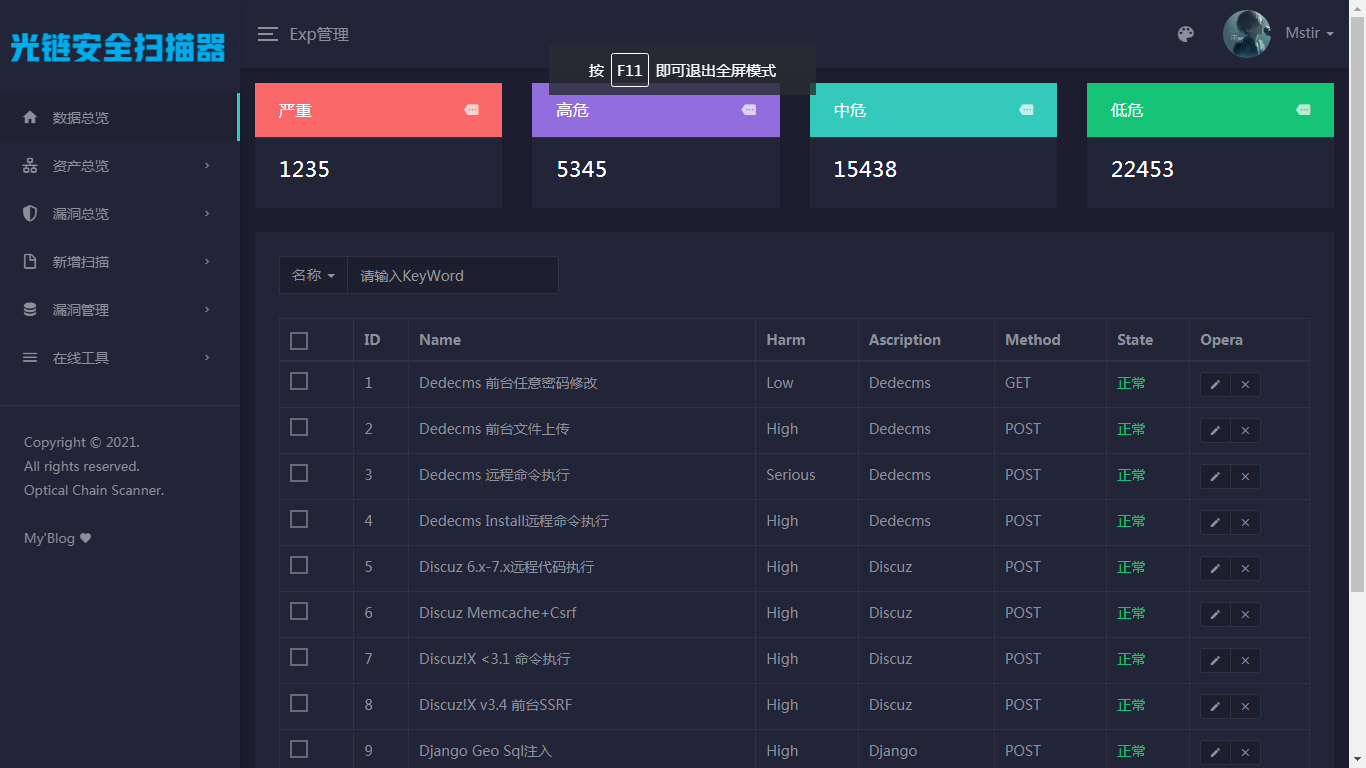 光链安全扫描器
Exp管理
Mstir
按 F11 即可退出全屏模式
严重
高危
中危
低危
1235
5345
15438
22453
数据总览
资产总览
漏洞总览
新增扫描
漏洞管理
在线工具
Copyright © 2021.
All rights reserved.
Optical Chain Scanner.
My'Blog ♥
名称 请输入KeyWord
ID Name Harm Ascription Method State Opera
1 Dedecms 前台任意密码修改 Low Dedecms GET 正常
2 Dedecms 前台文件上传 High Dedecms POST 正常
3 Dedecms 远程命令执行 Serious Dedecms POST 正常
4 Dedecms Install远程命令执行 High Dedecms POST 正常
5 Discuz 6.x-7.x远程代码执行 High Discuz POST 正常
6 Discuz Memcache+Csrf High Discuz POST 正常
7 Discuz!X <3.1 命令执行 High Discuz POST 正常
8 Discuz!X v3.4 前台SSRF High Discuz POST 正常
9 Django Geo Sql注入 High Django POST 正常